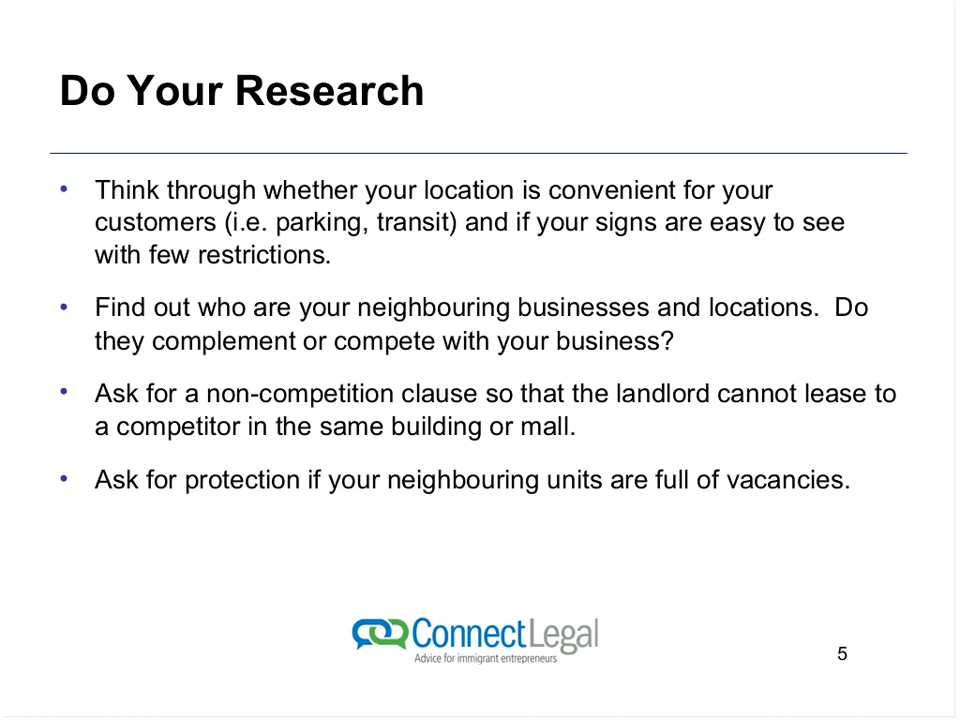 Do Your Research
• Think through whether your location is convenient for your
customers (i.e. parking, transit) and if your signs are easy to see
with few restrictions.
• Find out who are your neighbouring businesses and locations.  Do
they complement or compete with your business?
• Ask for a non-competition clause so that the landlord cannot lease to
a competitor in the same building or mall.
• Ask for protection if your neighbouring units are full of vacancies.
ConnectLegal
Advice for immigrant entrepreneurs
5